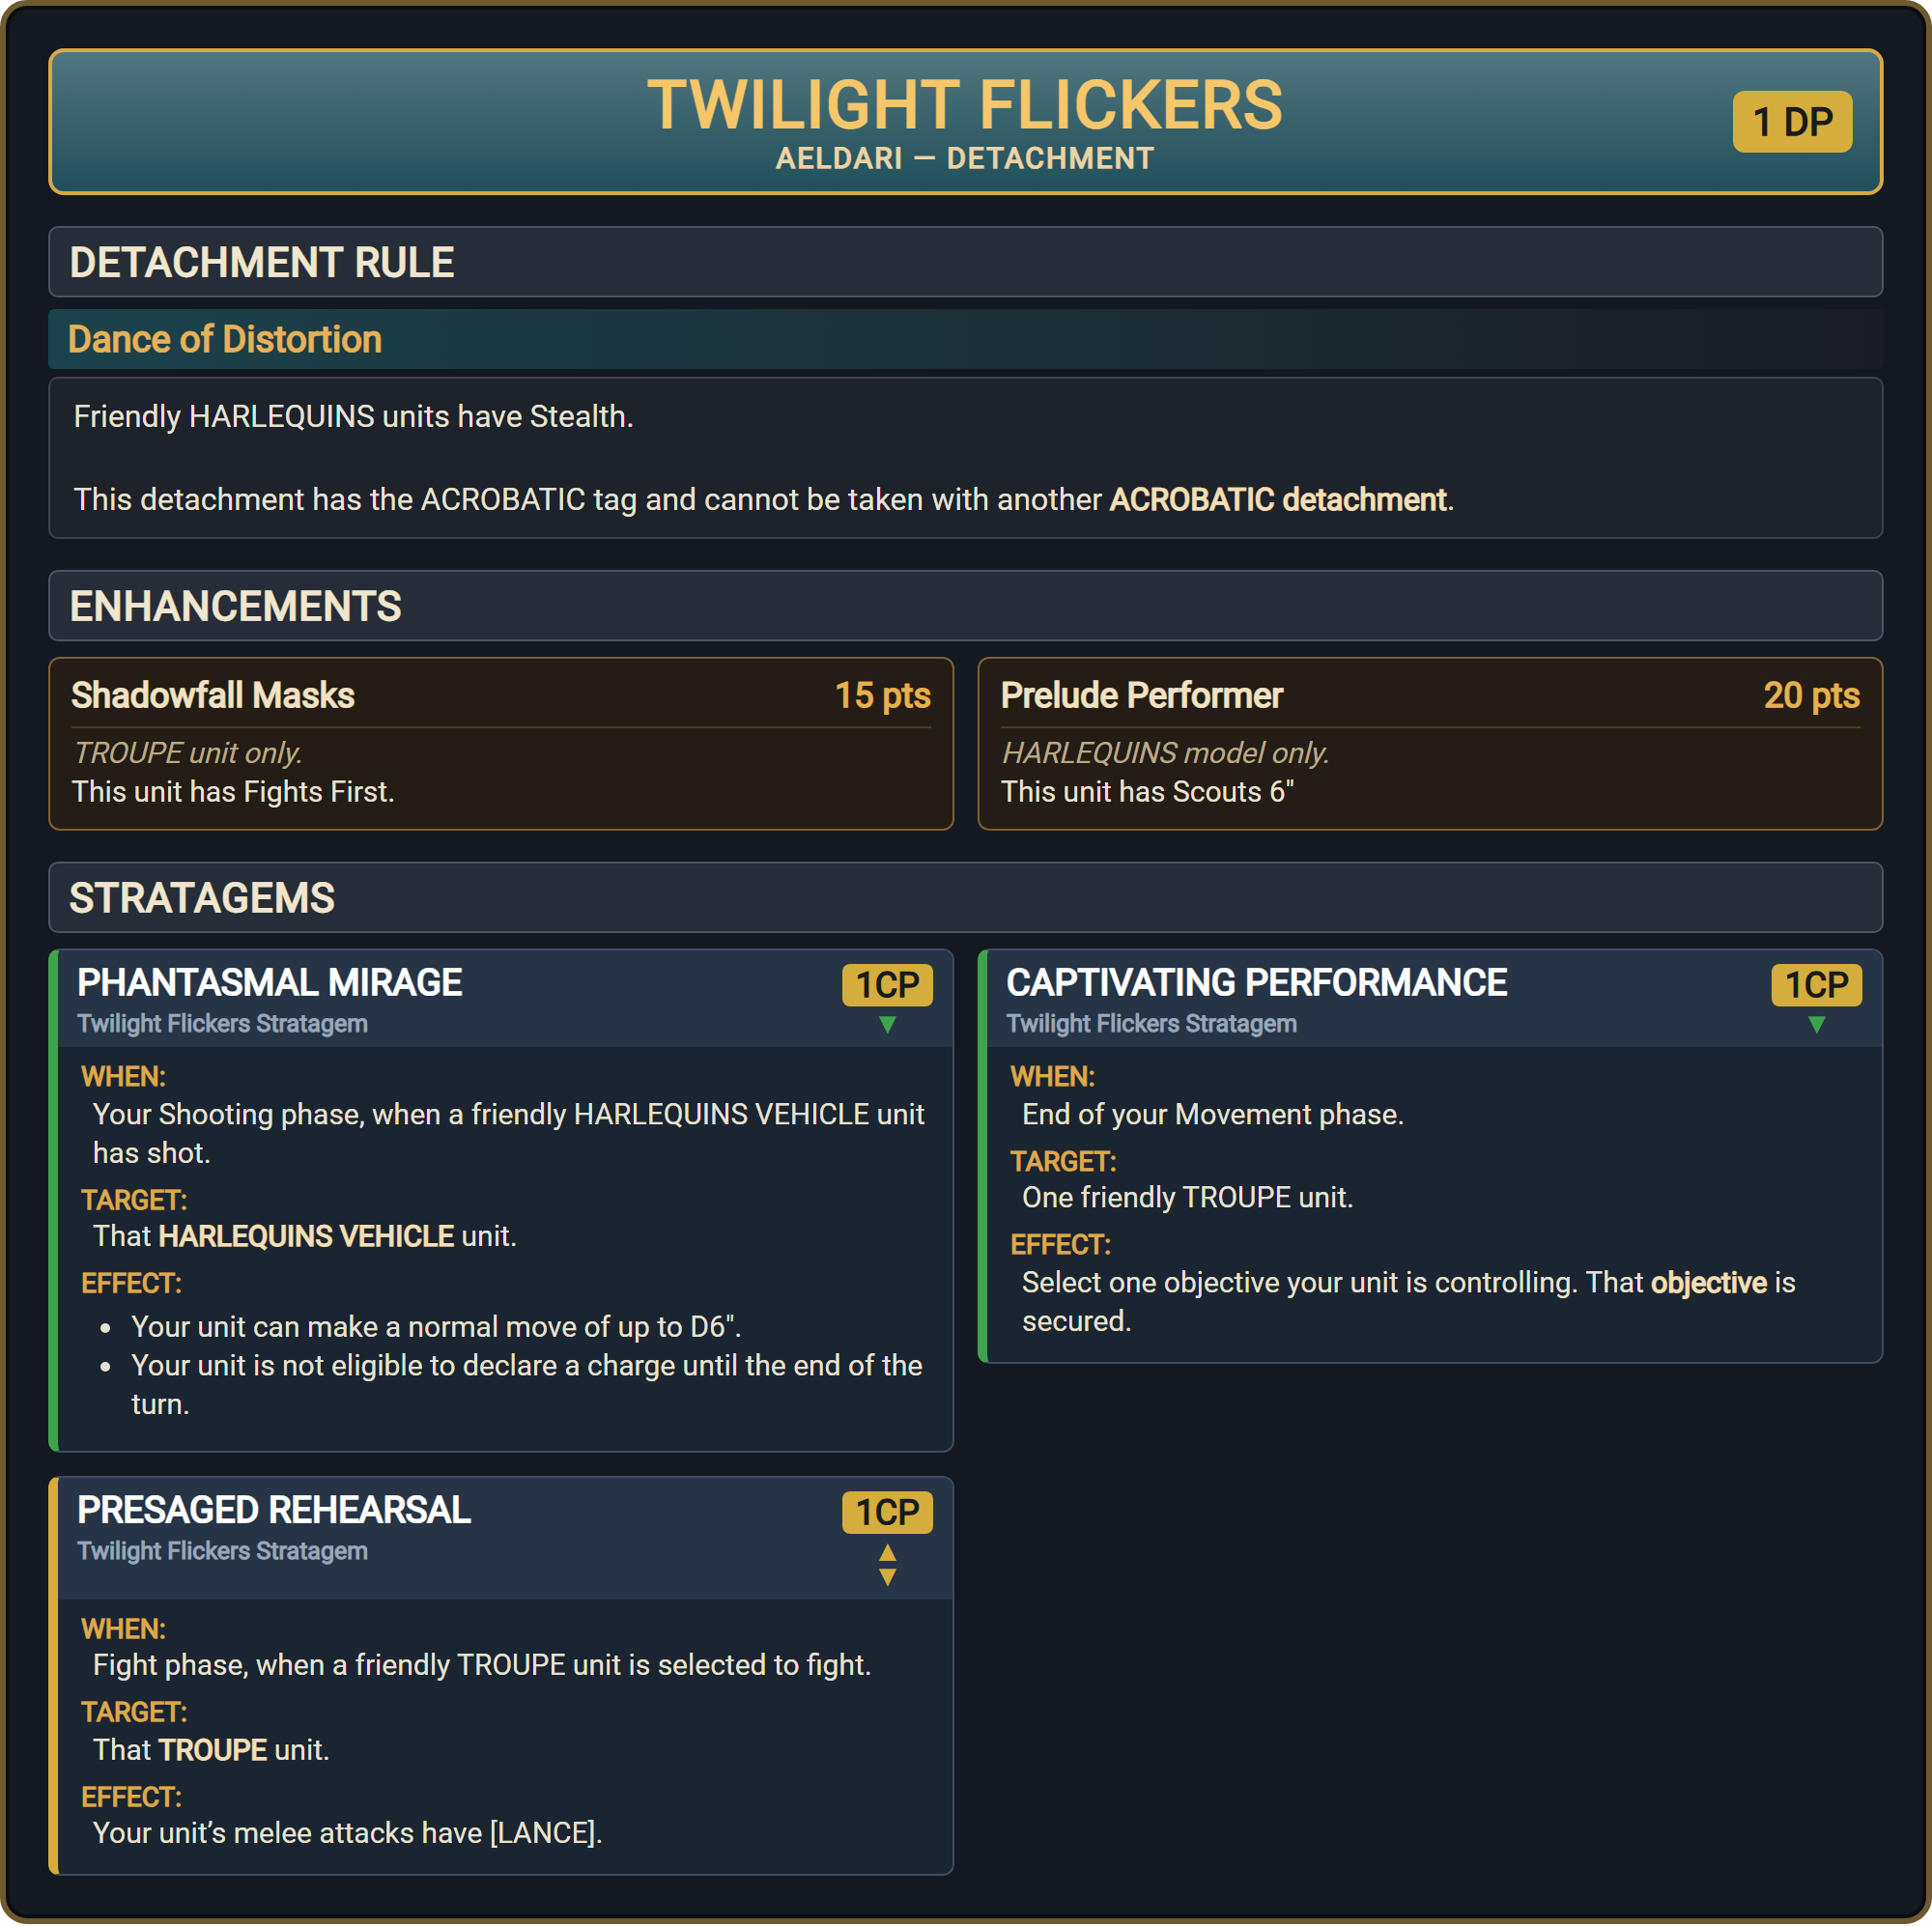 TWILIGHT FLICKERS
AELDARI — DETACHMENT
1 DP
DETACHMENT RULE
Dance of Distortion
Friendly HARLEQUINS units have Stealth.
This detachment has the ACROBATIC tag and cannot be taken with another ACROBATIC detachment.
ENHANCEMENTS
Shadowfall Masks
15 pts
TROUPE unit only.
This unit has Fights First.
Prelude Performer
20 pts
HARLEQUINS model only.
This unit has Scouts 6"
STRATAGEMS
PHANTASMAL MIRAGE
1CP
Twilight Flickers Stratagem
WHEN:
Your Shooting phase, when a friendly HARLEQUINS VEHICLE unit
has shot.
TARGET:
That HARLEQUINS VEHICLE unit.
EFFECT:
• Your unit can make a normal move of up to D6".
• Your unit is not eligible to declare a charge until the end of the
turn.
CAPTIVATING PERFORMANCE
1CP
Twilight Flickers Stratagem
WHEN:
End of your Movement phase.
TARGET:
One friendly TROUPE unit.
EFFECT:
Select one objective your unit is controlling. That objective is
secured.
PRESAGED REHEARSAL
1CP
Twilight Flickers Stratagem
WHEN:
Fight phase, when a friendly TROUPE unit is selected to fight.
TARGET:
That TROUPE unit.
EFFECT:
Your unit’s melee attacks have [LANCE].